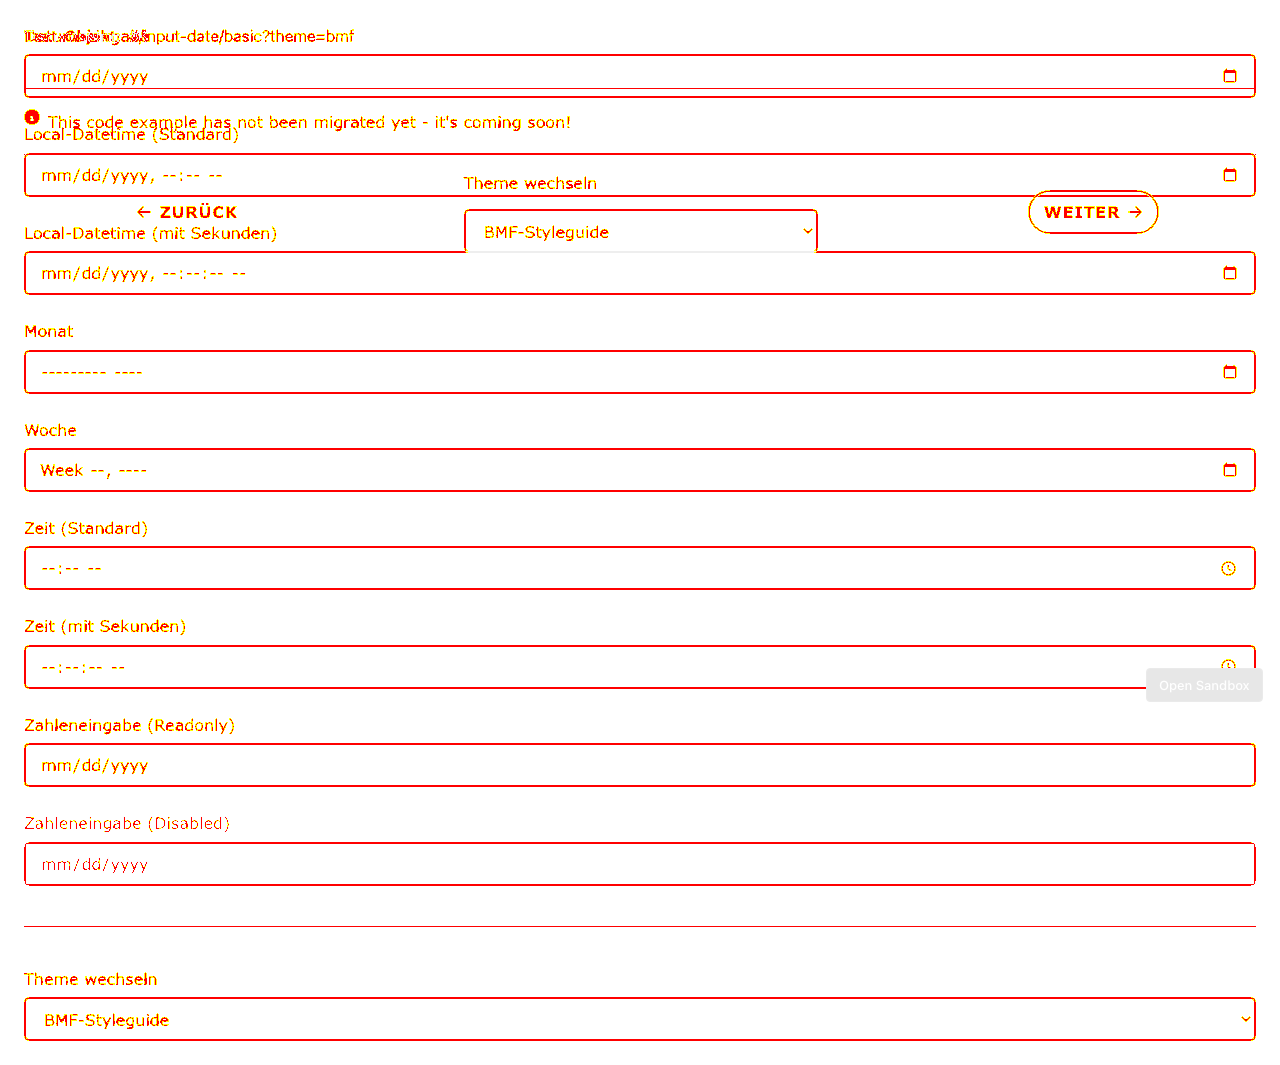 input-date/basic?theme=bmf
mm/dd/yyyy
This code example has not been migrated yet - it's coming soon!
Local-Datetime (Standard)
mm/dd/yyyy, --:-- --
Theme wechseln
← ZURÜCK
WEITER →
Local-Datetime (mit Sekunden)
BMF-Styleguide
mm/dd/yyyy, --:--:-- --
Monat
--------- ----
Woche
Week --, ----
Zeit (Standard)
--:-- --
Zeit (mit Sekunden)
--:--:-- --
Open Sandbox
Zahleneingabe (Readonly)
mm/dd/yyyy
Zahleneingabe (Disabled)
mm/dd/yyyy
Theme wechseln
BMF-Styleguide